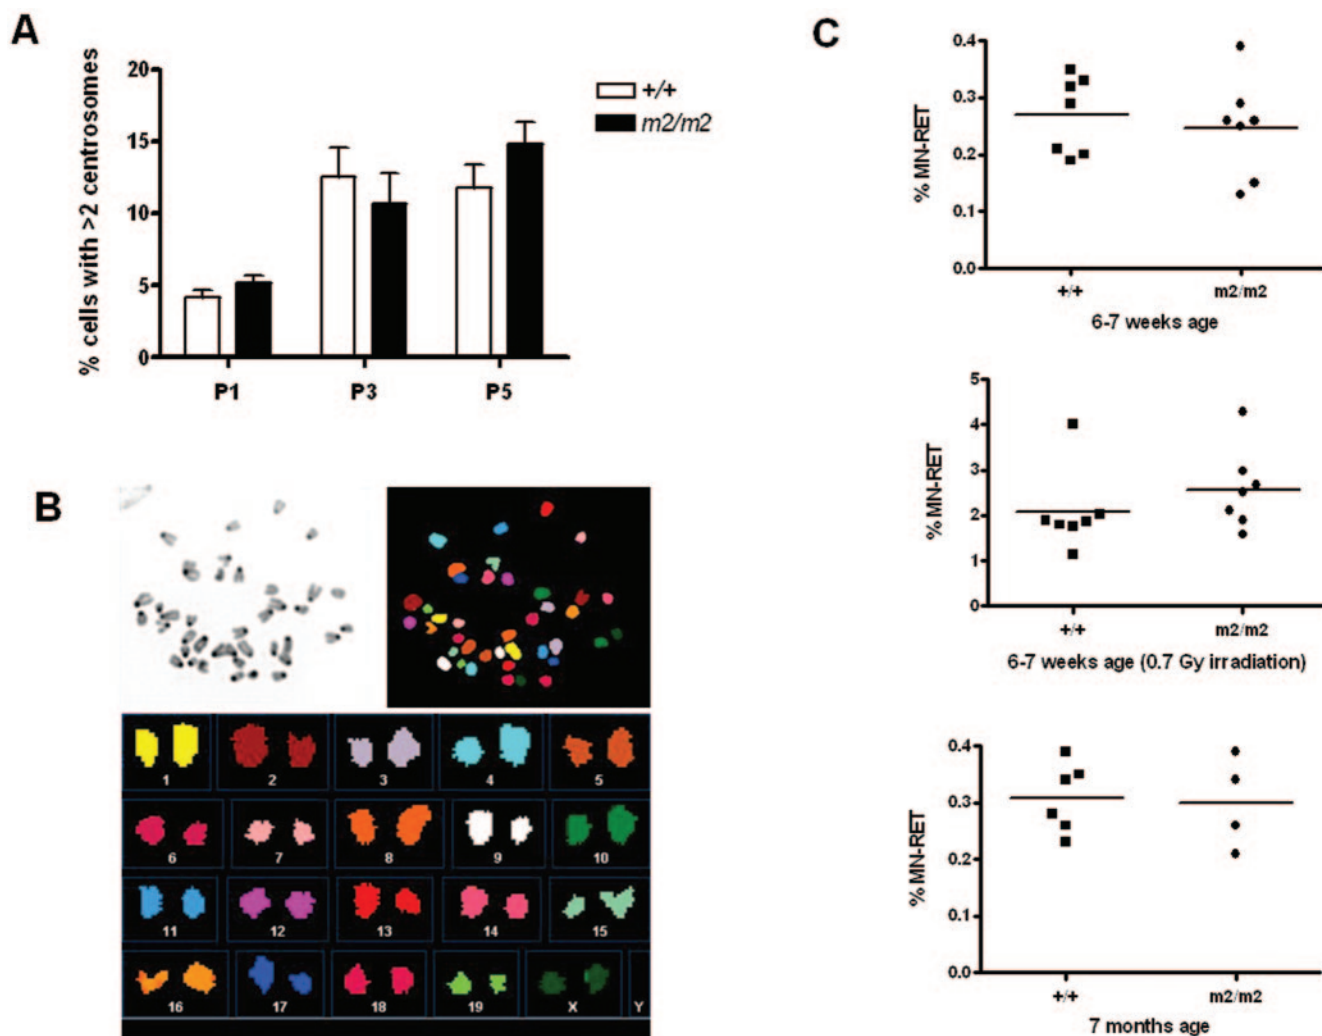 A
% cells with >2 centrosomes
20
15
10
5
0
P1
P3
P5
+/+
m2/m2
B
1
2
3
4
5
6
7
8
9
10
11
12
13
14
15
16
17
18
19
X
Y
C
% MN-RET
0.4
0.3
0.2
0.1
0.0
+/+
m2/m2
6-7 weeks age
% MN-RET
5
4
3
2
1
0
+/+
m2/m2
6-7 weeks age (0.7 Gy irradiation)
% MN-RET
0.4
0.3
0.2
0.1
0.0
+/+
m2/m2
7 months age